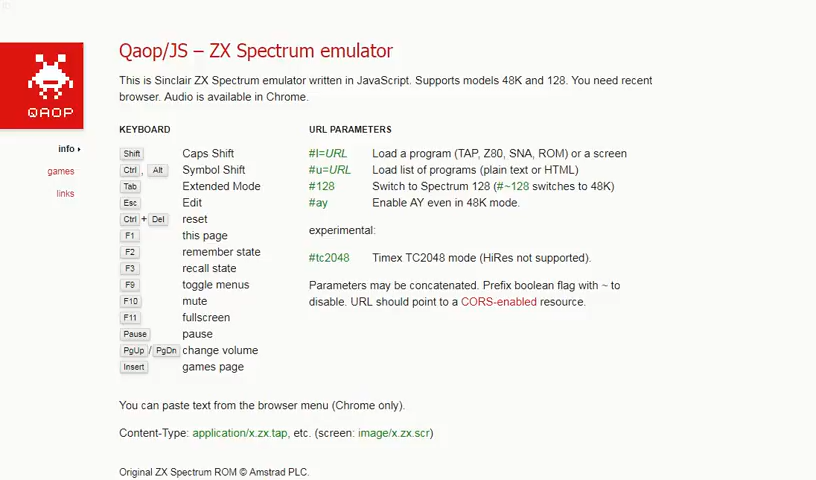 Qaop/JS – ZX Spectrum emulator
This is Sinclair ZX Spectrum emulator written in JavaScript. Supports models 48K and 128. You need recent
browser. Audio is available in Chrome.
QAOP
info
games
links
KEYBOARD
Shift Caps Shift
Ctrl , Alt Symbol Shift
Tab Extended Mode
Esc Edit
Ctrl + Del reset
F1 this page
F2 remember state
F3 recall state
F9 toggle menus
F10 mute
F11 fullscreen
Pause pause
PgUp / PgDn change volume
Insert games page
URL PARAMETERS
#l=URL Load a program (TAP, Z80, SNA, ROM) or a screen
#u=URL Load list of programs (plain text or HTML)
#128 Switch to Spectrum 128 (#~128 switches to 48K)
#ay Enable AY even in 48K mode.
experimental:
#tc2048 Timex TC2048 mode (HiRes not supported).
Parameters may be concatenated. Prefix boolean flag with ~ to
disable. URL should point to a CORS-enabled resource.
You can paste text from the browser menu (Chrome only).
Content-Type: application/x.zx.tap, etc. (screen: image/x.zx.scr)
Original ZX Spectrum ROM © Amstrad PLC.